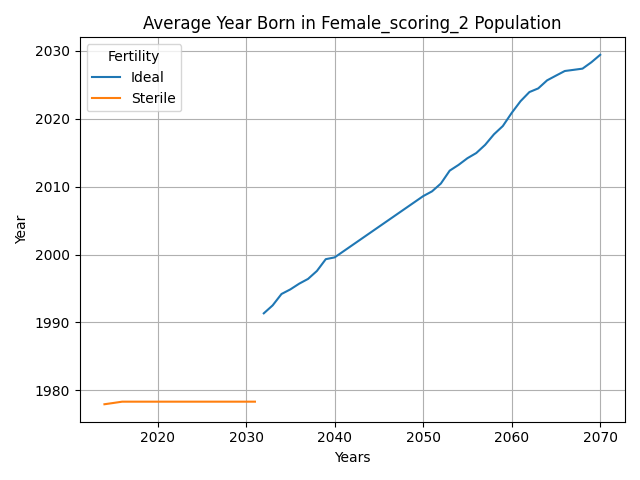 Average Year Born in Female_scoring_2 Population
Fertility
Ideal
Sterile
Year
2030
2020
2010
2000
1990
1980
2020 2030 2040 2050 2060 2070
Years